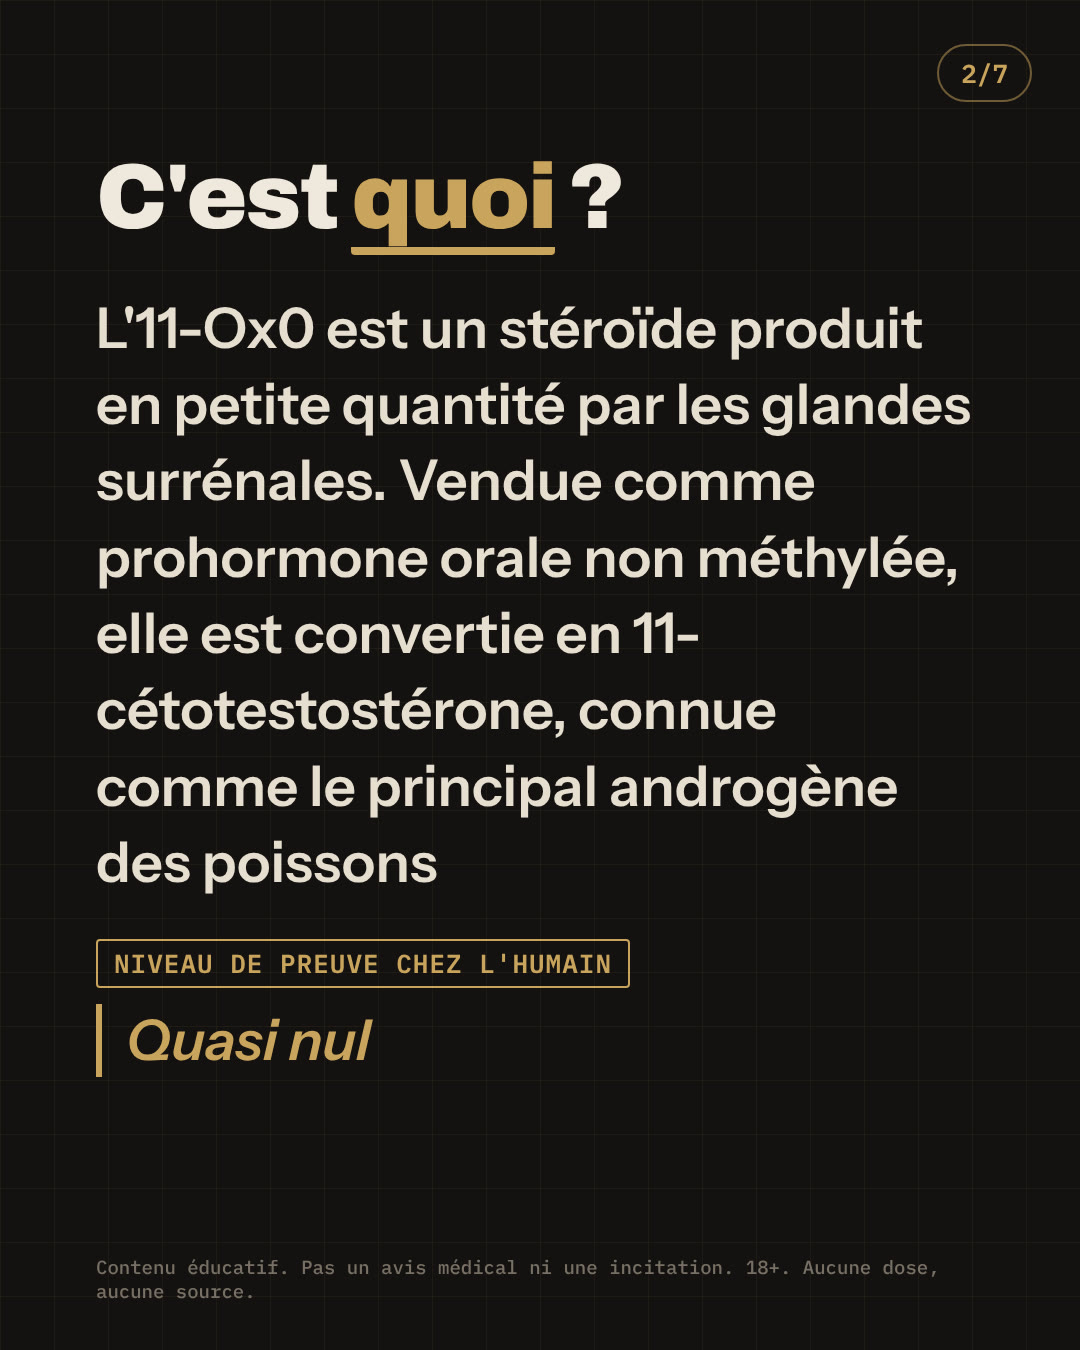 2/7
C'est quoi ?
L'11-Ox0 est un stéroïde produit
en petite quantité par les glandes
surrénales. Vendue comme
prohormone orale non méthylée,
elle est convertie en 11-
cétotestostérone, connue
comme le principal androgène
des poissons
NIVEAU DE PREUVE CHEZ L'HUMAIN
Quasi nul
Contenu éducatif. Pas un avis médical ni une incitation. 18+. Aucune dose,
aucune source.